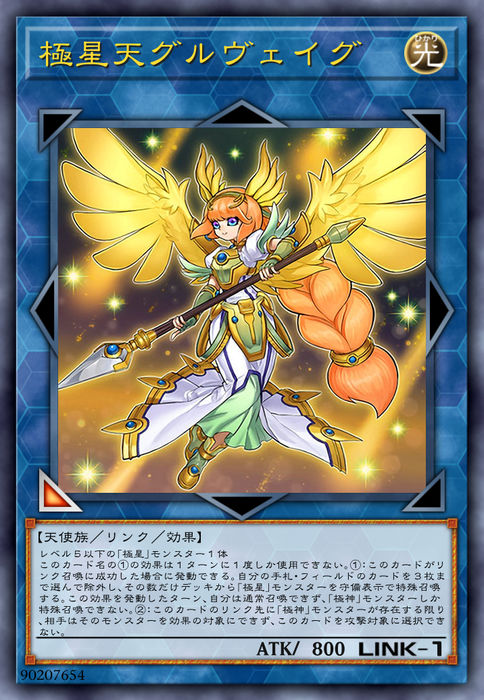 極星天グルヴェイグ
ひかり
光
【天使族／リンク／効果】
レベル５以下の「極星」モンスター１体
このカード名の①の効果は１ターンに１度しか使用できない。①：このカードがリ
ンク召喚に成功した場合に発動できる。自分の手札・フィールドのカードを３枚ま
で選んで除外し、その数だけデッキから「極星」モンスターを守備表示で特殊召喚
する。この効果を発動したターン、自分は通常召喚できず、「極神」モンスターしか
特殊召喚できない。②：このカードのリンク先に「極神」モンスターが存在する限り
、相手はそのモンスターを効果の対象にできず、このカードを攻撃対象に選択でき
ない。
ATK/ 800 LINK-1
90207654